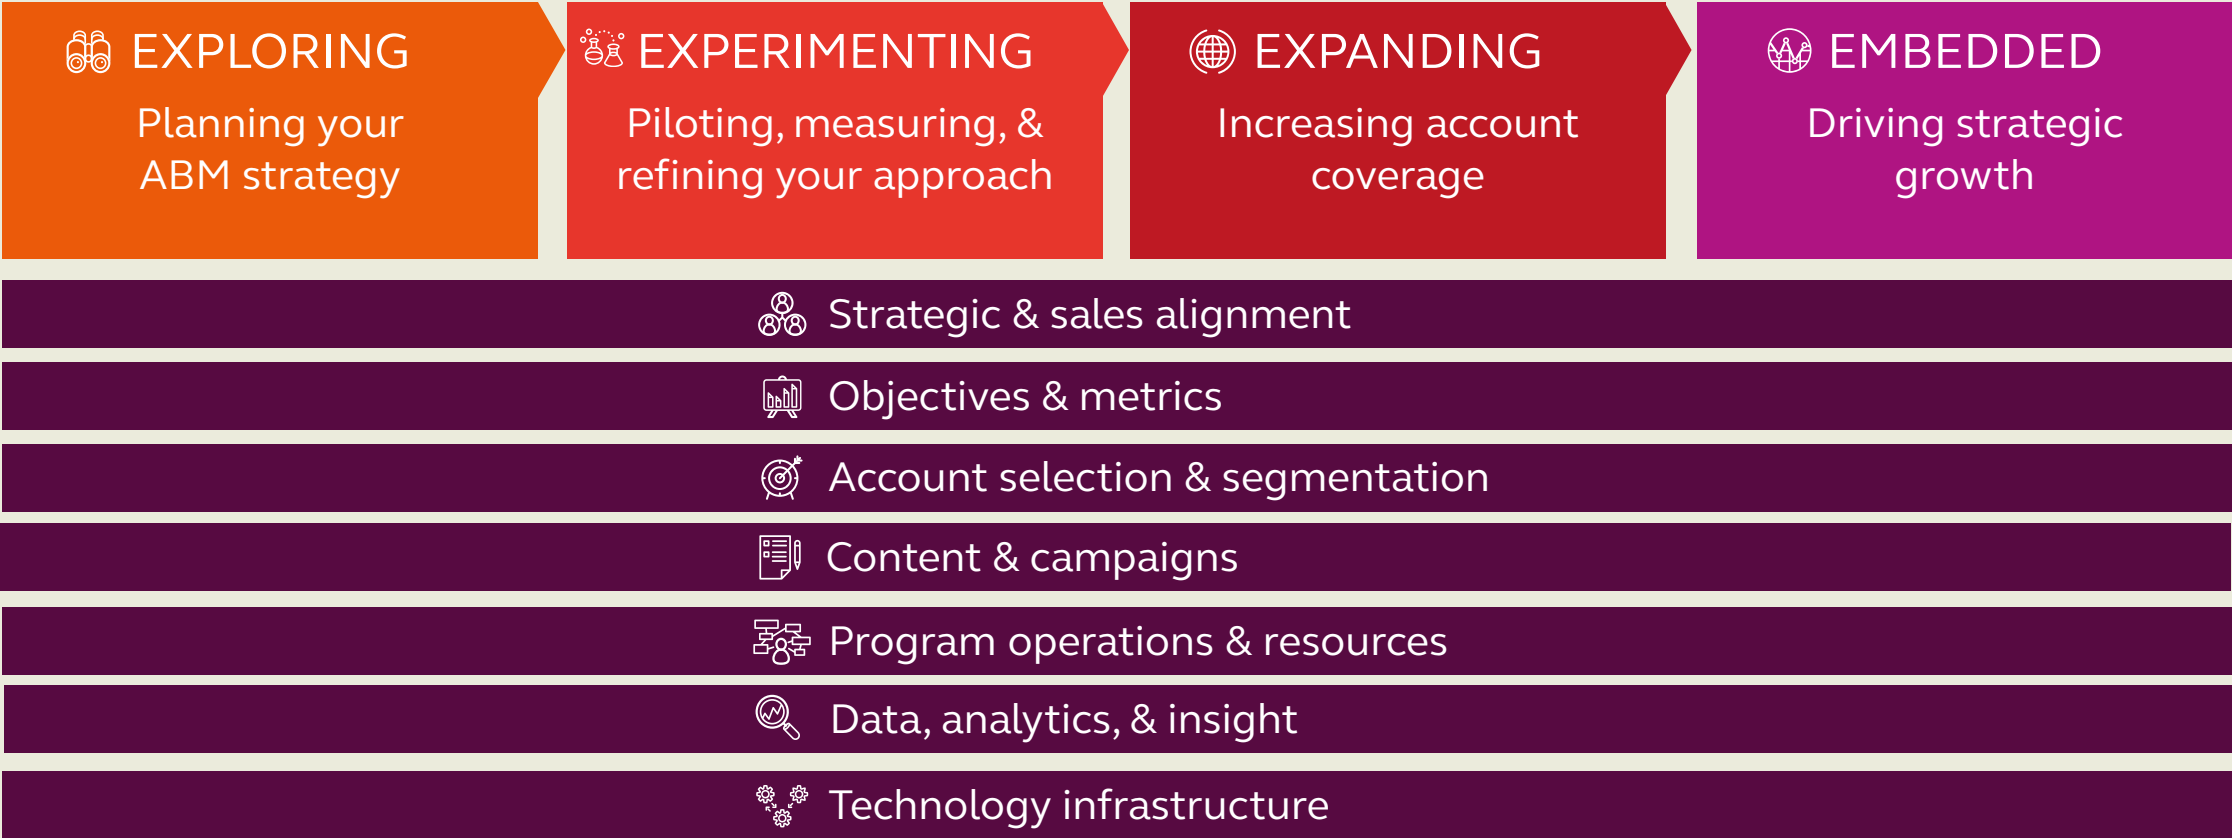 EXPLORING
Planning your
ABM strategy
EXPERIMENTING
Piloting, measuring, &
refining your approach
EXPANDING
Increasing account
coverage
EMBEDDED
Driving strategic
growth
Strategic & sales alignment
Objectives & metrics
Account selection & segmentation
Content & campaigns
Program operations & resources
Data, analytics, & insight
Technology infrastructure